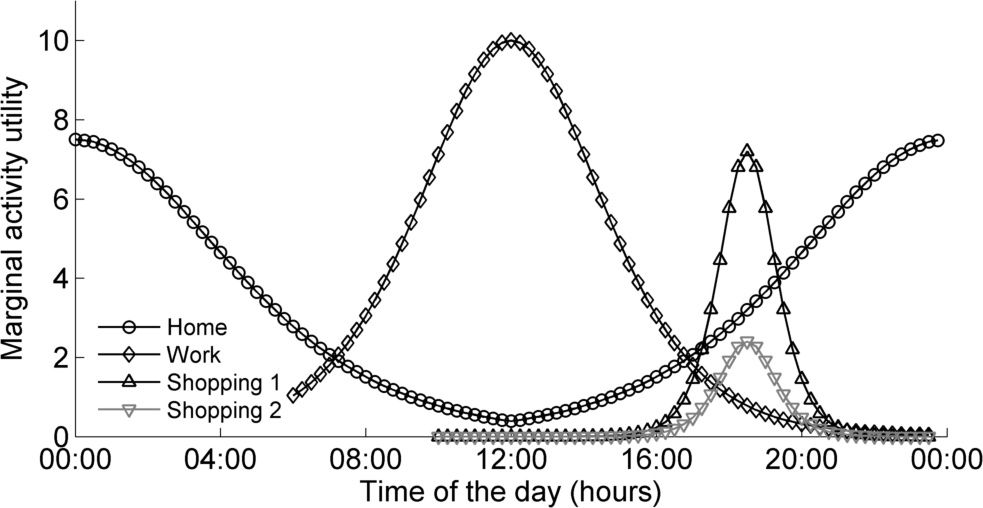 Marginal activity utility
10
8
6
4
2
0
Home
Work
Shopping 1
Shopping 2
00:00 04:00 08:00 12:00 16:00 20:00 00:00
Time of the day (hours)